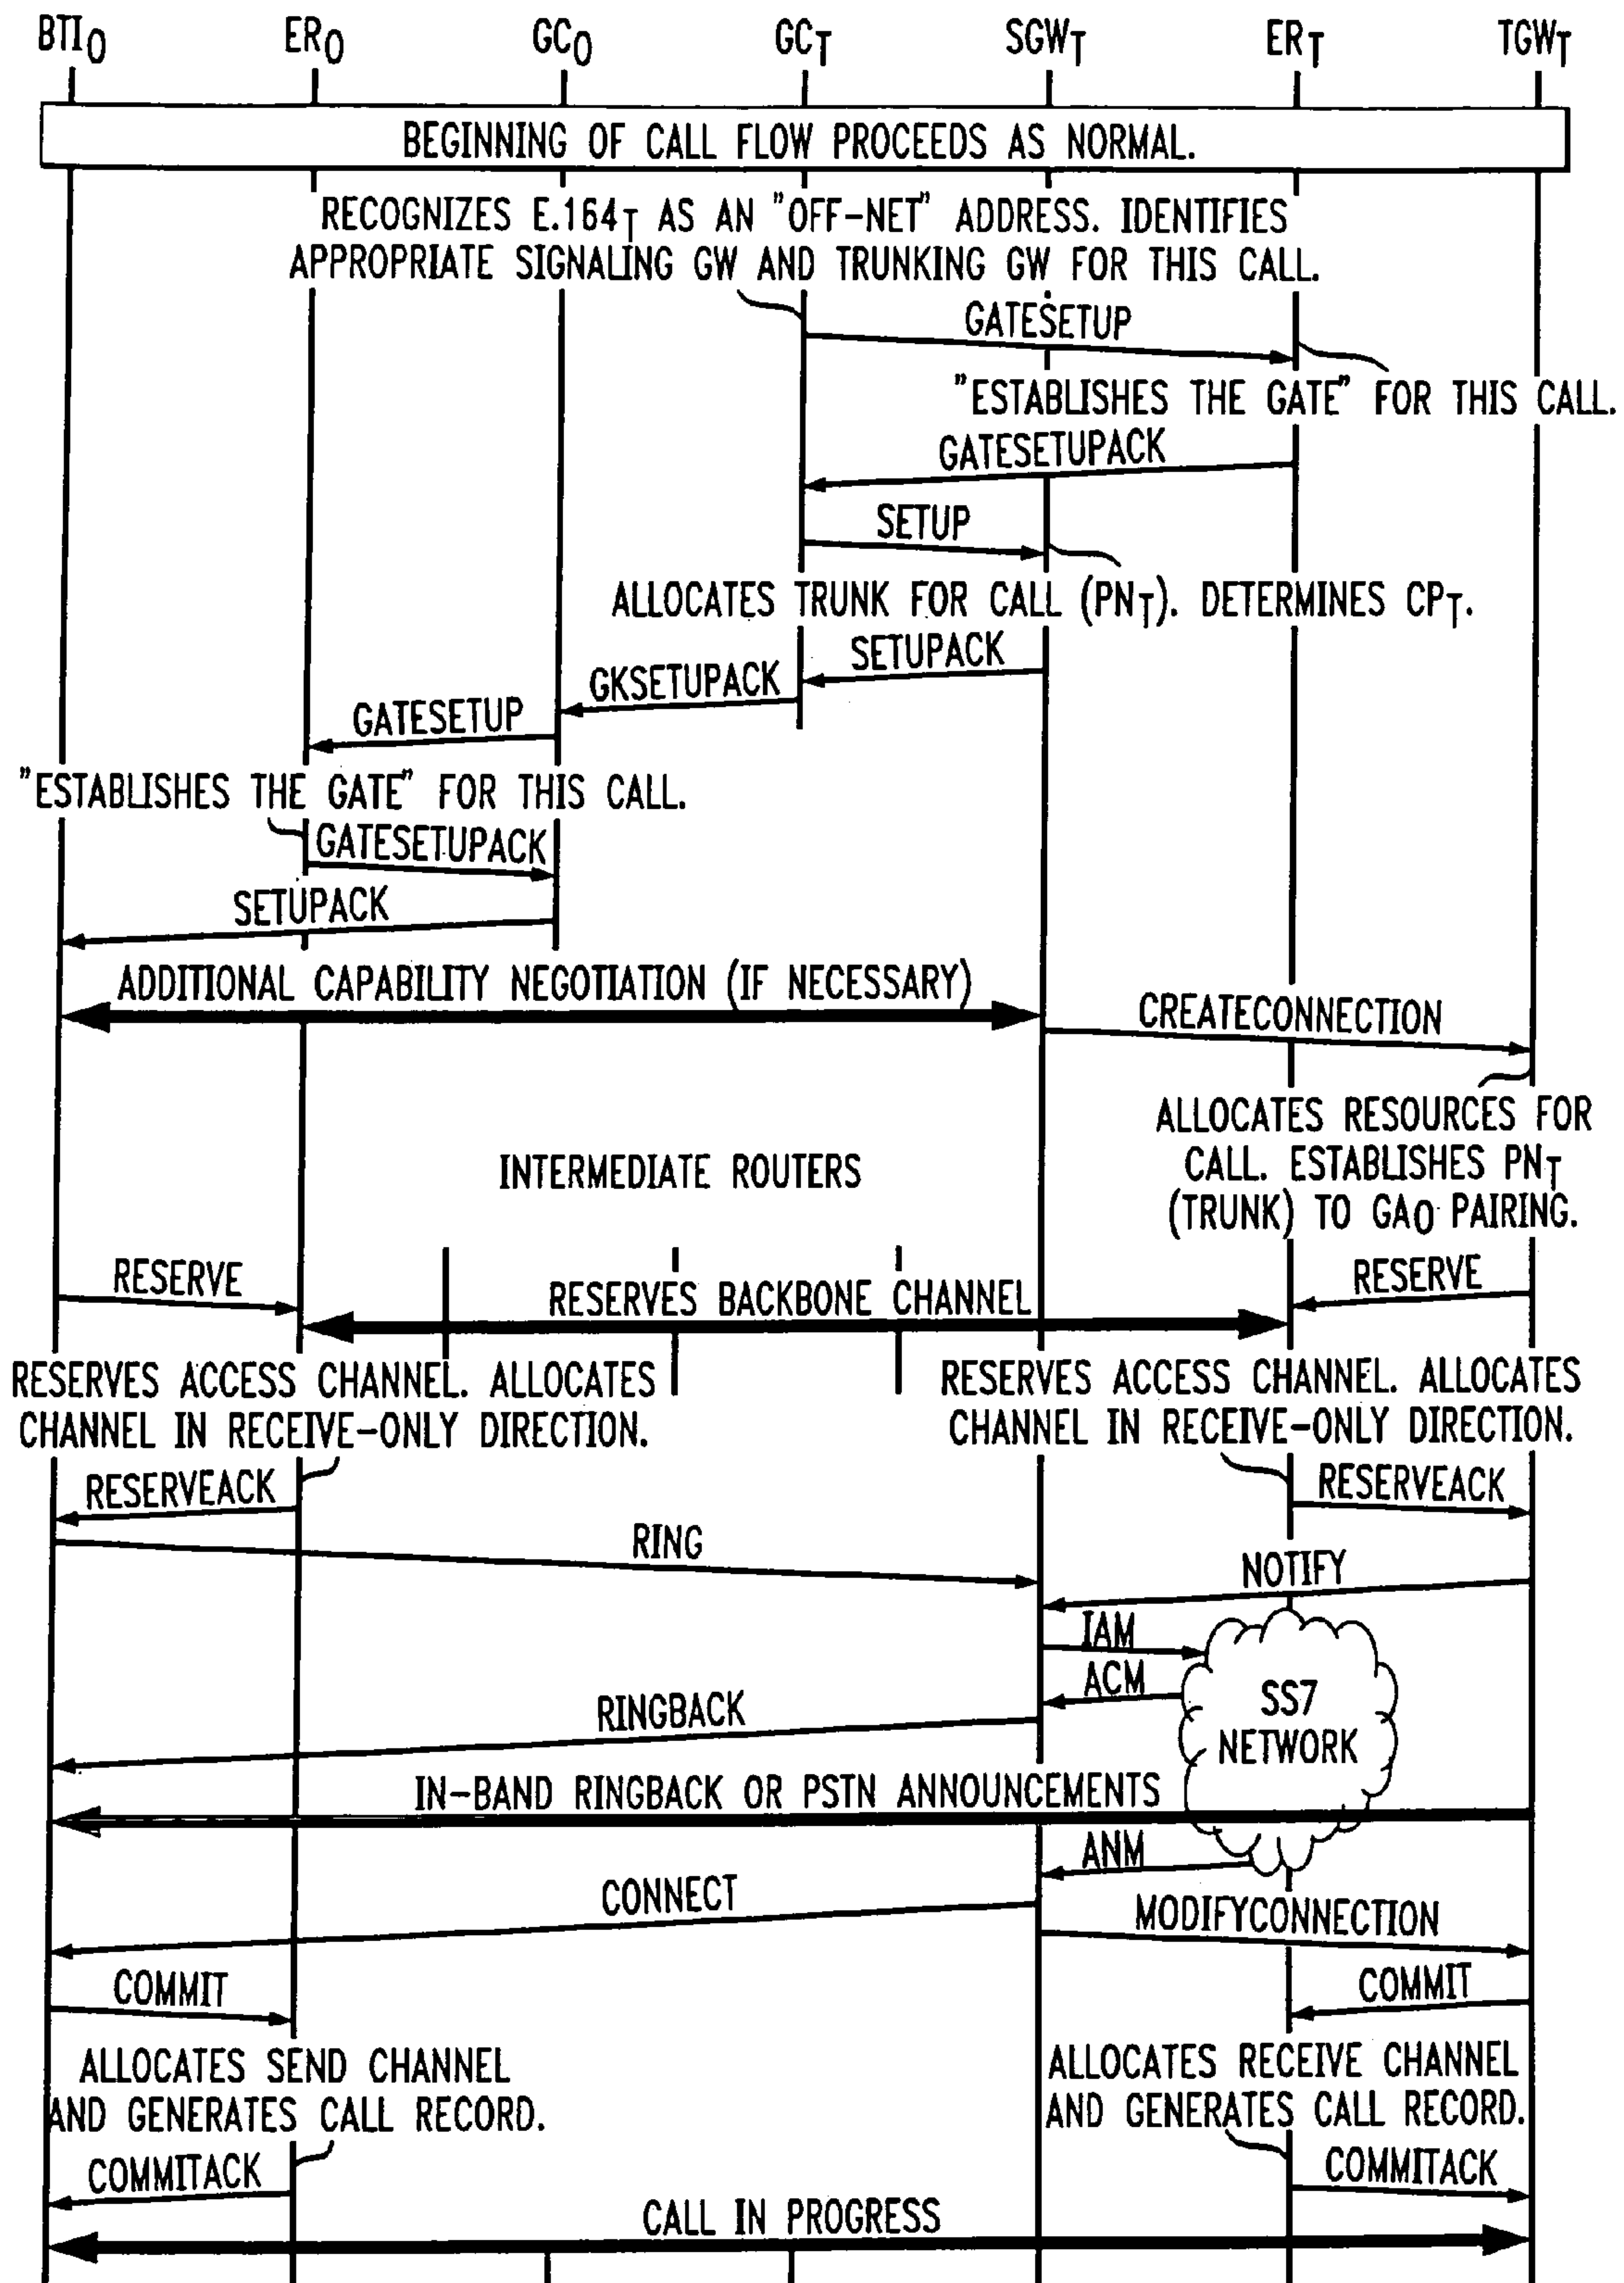 BTIO ERO GCO GCT SGWT ERT TGWT
BEGINNING OF CALL FLOW PROCEEDS AS NORMAL.
RECOGNIZES E.164T AS AN "OFF-NET" ADDRESS. IDENTIFIES
APPROPRIATE SIGNALING GW AND TRUNKING GW FOR THIS CALL.
GATESETUP
"ESTABLISHES THE GATE" FOR THIS CALL.
GATESETUPACK
SETUP
ALLOCATES TRUNK FOR CALL (PNT). DETERMINES CPT.
SETUPACK
GKSETUPACK
GATESETUP
"ESTABLISHES THE GATE" FOR THIS CALL.
GATESETUPACK
SETUPACK
ADDITIONAL CAPABILITY NEGOTIATION (IF NECESSARY)
CREATECONNECTION
ALLOCATES RESOURCES FOR
CALL. ESTABLISHES PNT
(TRUNK) TO GAO PAIRING.
INTERMEDIATE ROUTERS
RESERVE
RESERVES BACKBONE CHANNEL
RESERVE
RESERVES ACCESS CHANNEL. ALLOCATES
CHANNEL IN RECEIVE-ONLY DIRECTION.
RESERVES ACCESS CHANNEL. ALLOCATES
CHANNEL IN RECEIVE-ONLY DIRECTION.
RESERVEACK
RESERVEACK
RING
NOTIFY
IAM
ACM
SS7
NETWORK
RINGBACK
IN-BAND RINGBACK OR PSTN ANNOUNCEMENTS
ANM
CONNECT
MODIFYCONNECTION
COMMIT
COMMIT
ALLOCATES SEND CHANNEL
AND GENERATES CALL RECORD.
ALLOCATES RECEIVE CHANNEL
AND GENERATES CALL RECORD.
COMMITACK
COMMITACK
CALL IN PROGRESS